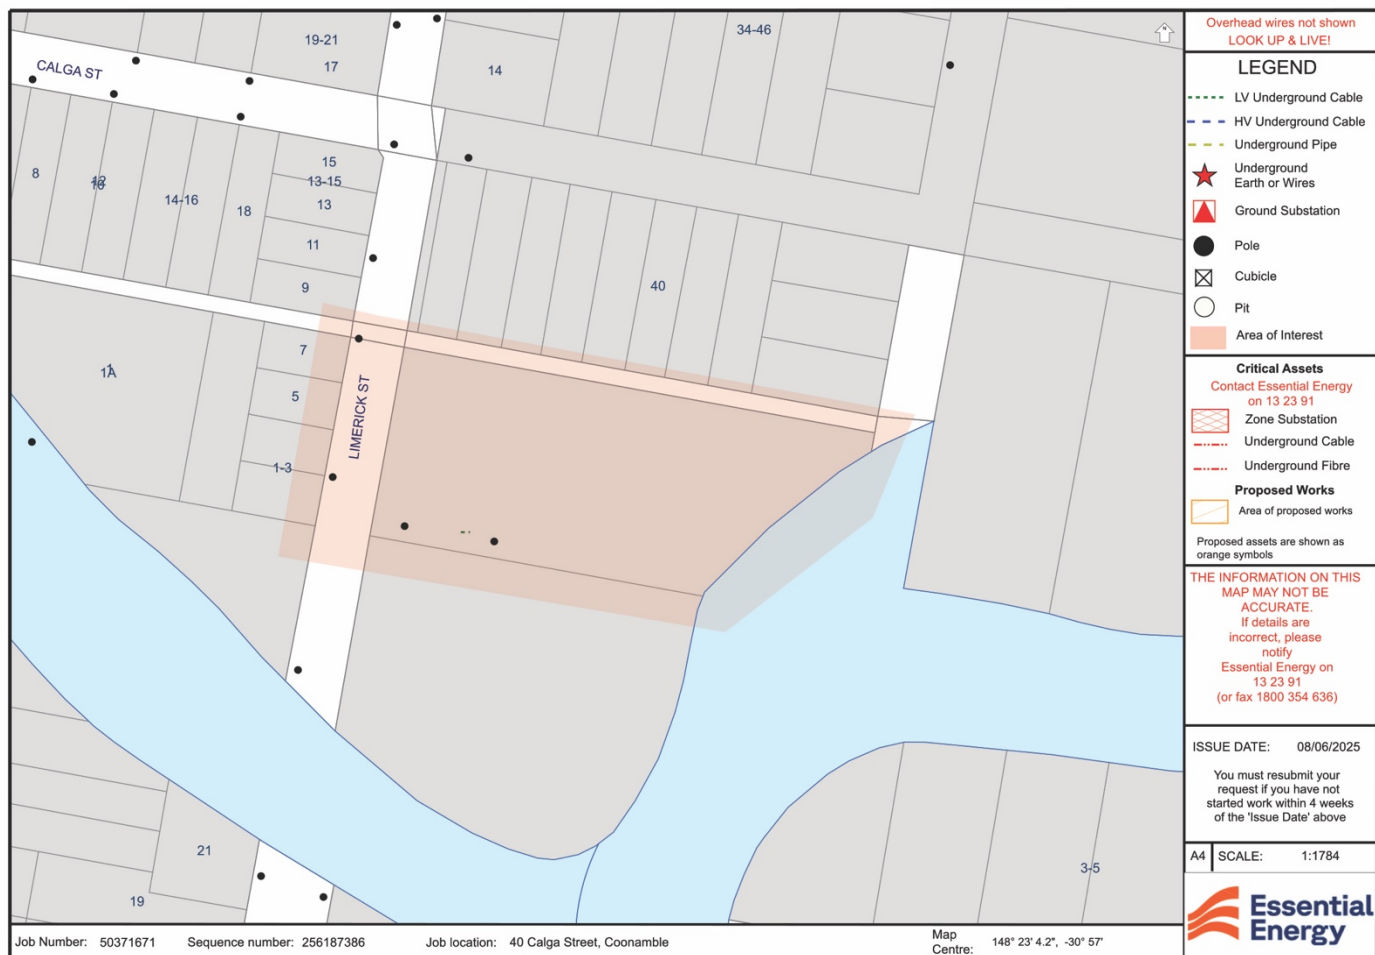 19-21
17
14
34-46
CALGA ST
8
12
14-16
18
15
13-15
13
11
9
40
7
1A
5
LIMERICK ST
1-3
21
19
3-5
N
Overhead wires not shown
LOOK UP & LIVE!
LEGEND
LV Underground Cable
HV Underground Cable
Underground Pipe
Underground
Earth or Wires
Ground Substation
Pole
Cubicle
Pit
Area of Interest
Critical Assets
Contact Essential Energy
on 13 23 91
Zone Substation
Underground Cable
Underground Fibre
Proposed Works
Area of proposed works
Proposed assets are shown as
orange symbols
THE INFORMATION ON THIS
MAP MAY NOT BE
ACCURATE.
If details are
incorrect, please
notify
Essential Energy on
13 23 91
(or fax 1800 354 636)
ISSUE DATE: 08/06/2025
You must resubmit your
request if you have not
started work within 4 weeks
of the 'Issue Date' above
A4 SCALE: 1:1784
Essential
Energy
Job Number: 50371671 Sequence number: 256187386 Job location: 40 Calga Street, Coonamble Map
Centre: 148° 23' 4.2", -30° 57'